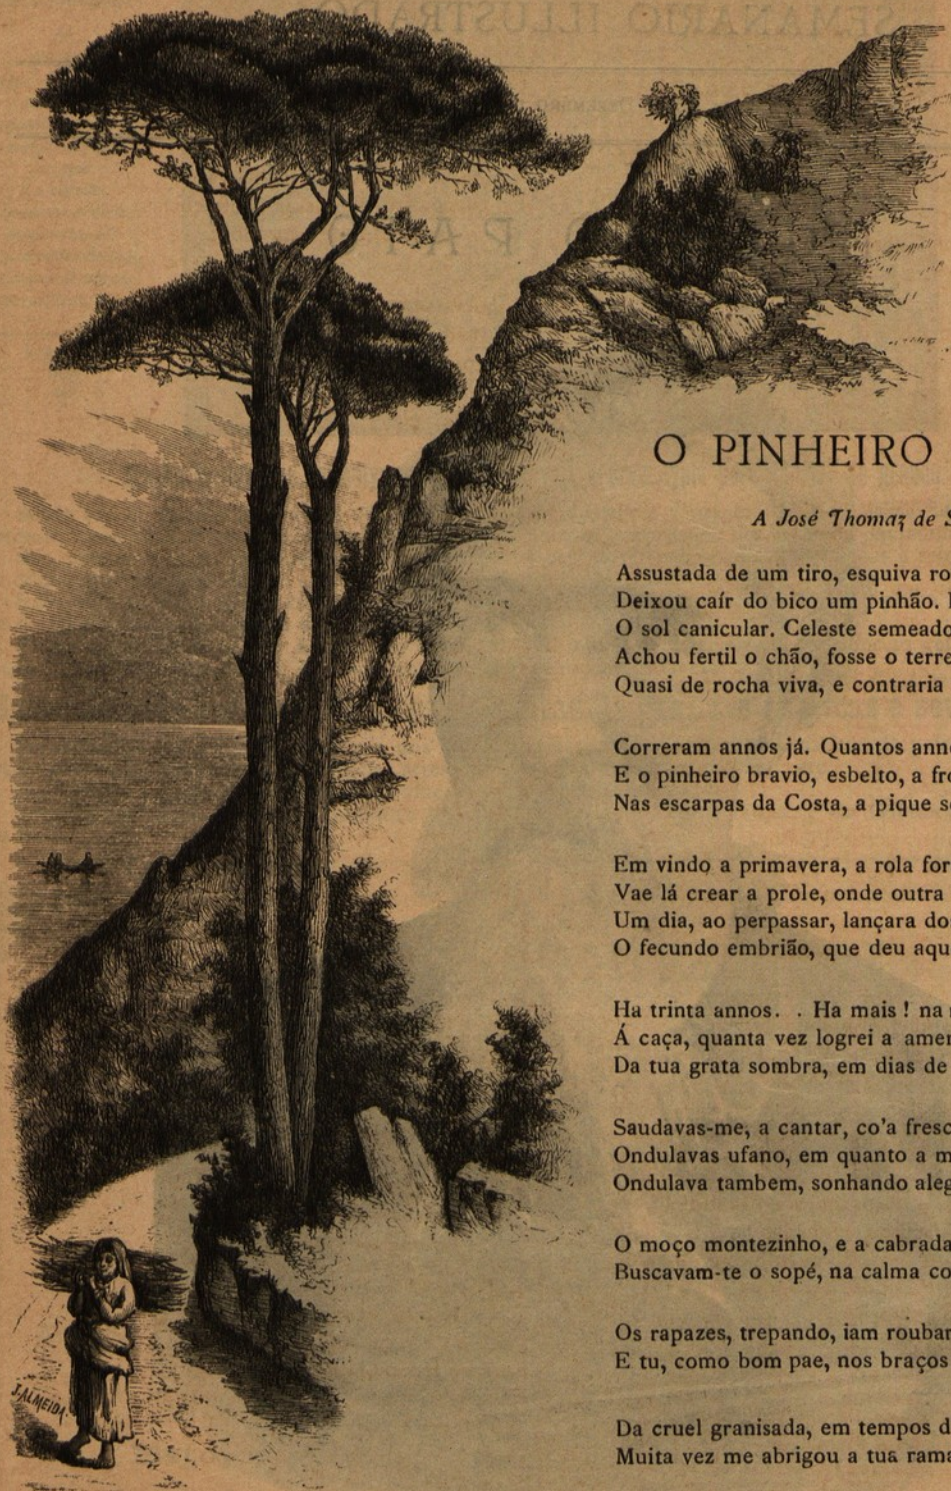 O PINHEIRO
A José Thomaz de S
Assustada de um tiro, esquiva ro
Deixou caír do bico um pinhão.
O sol canicular. Celeste semeado
Achou fertil o chão, fosse o terre
Quasi de rocha viva, e contraria
Correram annos já. Quantos ann
E o pinheiro bravio, esbelto, a fr
Nas escarpas da Costa, a pique s
Em vindo a primavera, a rola for
Vae lá crear a prole, onde outra
Um dia, ao perpassar, lançara do
O fecundo embrião, que deu aqu
Ha trinta annos. . Ha mais ! na
Á caça, quanta vez logrei a amer
Da tua grata sombra, em dias de
Saudavas-me, a cantar, co'a fresc
Ondulavas ufano, em quanto a m
Ondulava tambem, sonhando aleg
O moço montezinho, e a cabrada
Buscavam-te o sopé, na calma co
Os rapazes, trepando, iam roubar
E tu, como bom pae, nos braços
Da cruel granisada, em tempos d
Muita vez me abrigou a tua rama
J. ALMEIDA.